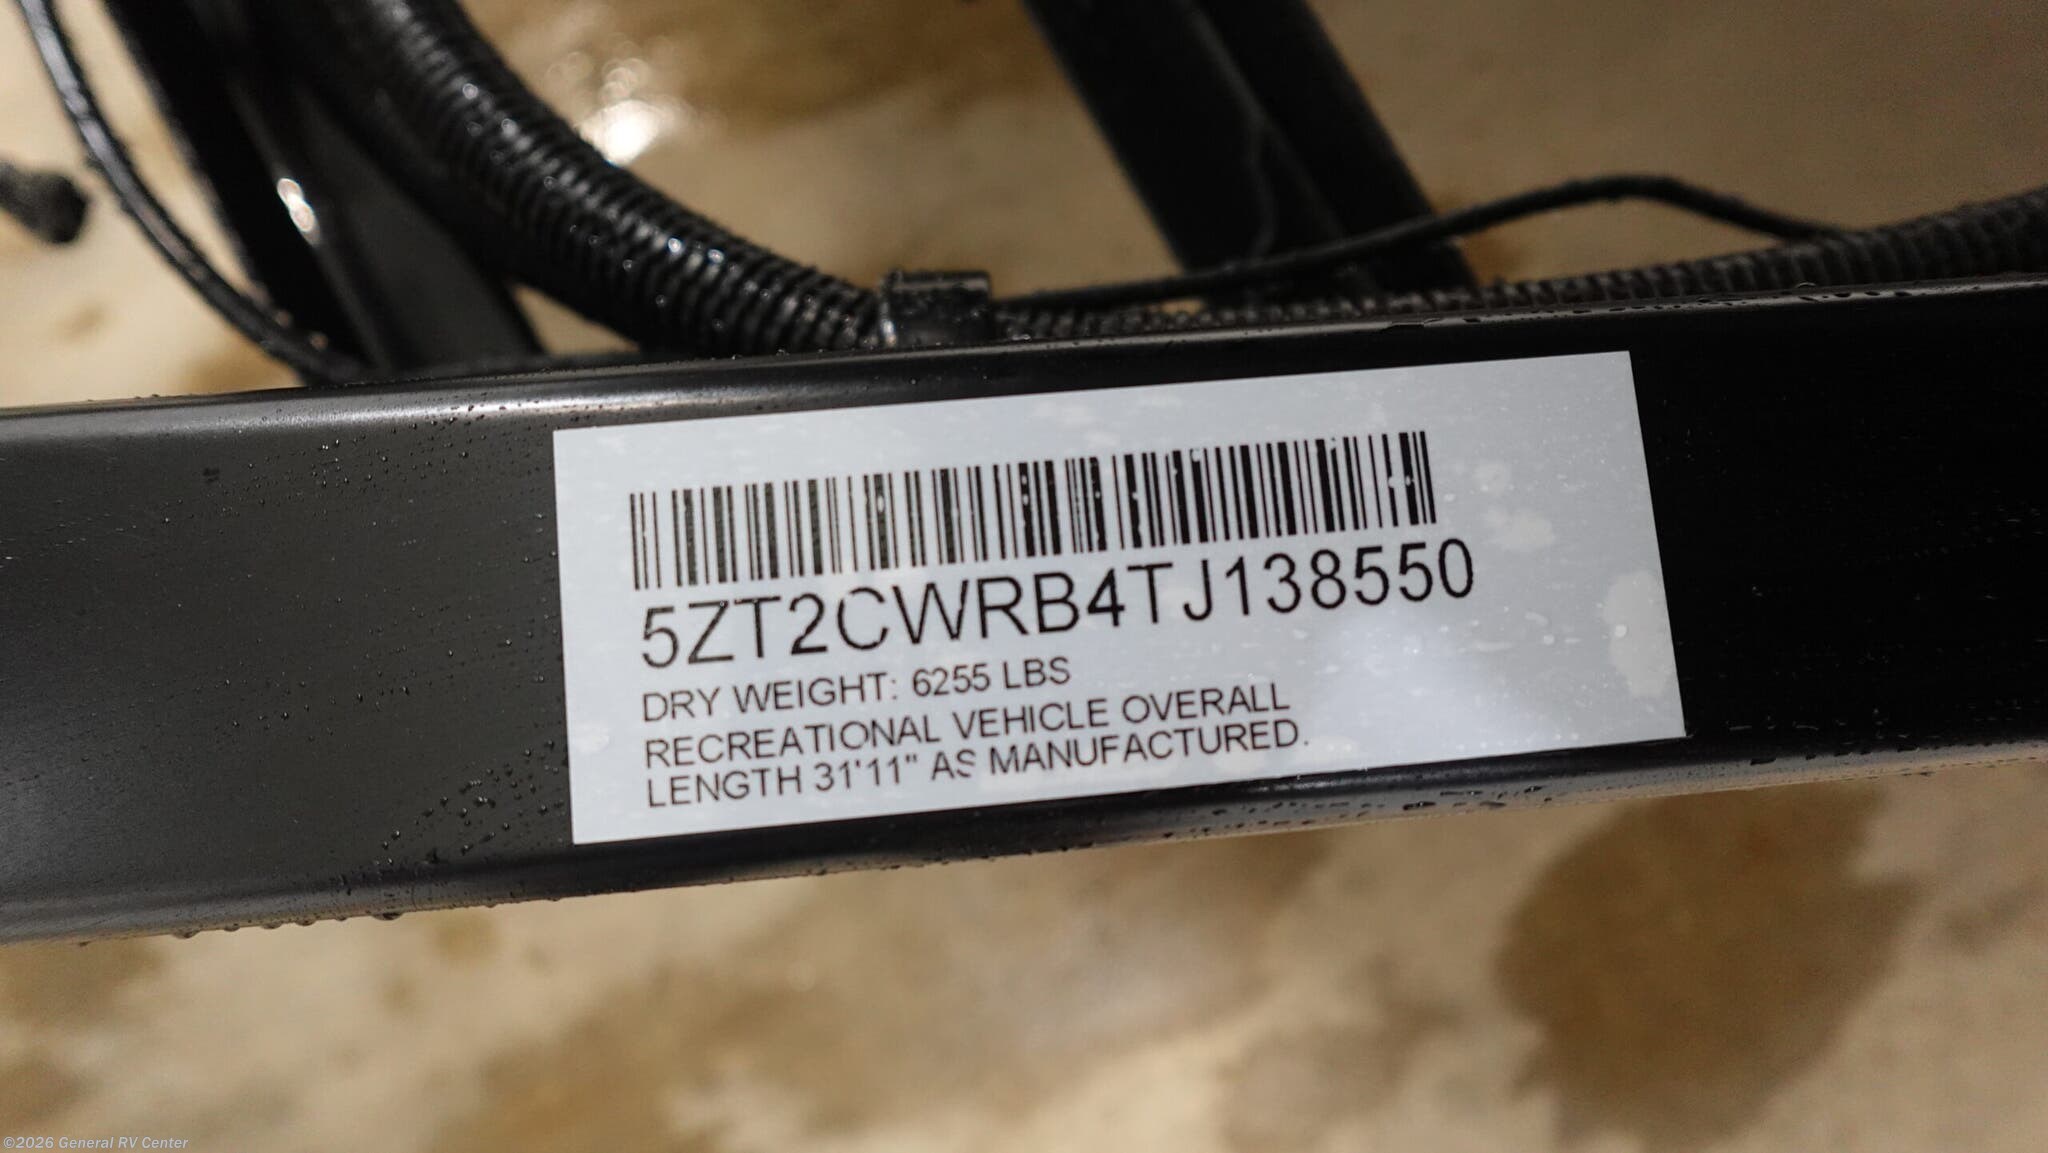 5ZT2CWRB4TJ138550
DRY WEIGHT: 6255 LBS
RECREATIONAL VEHICLE OVERALL
LENGTH 31'11" AS MANUFACTURED.
©2026 General RV Center